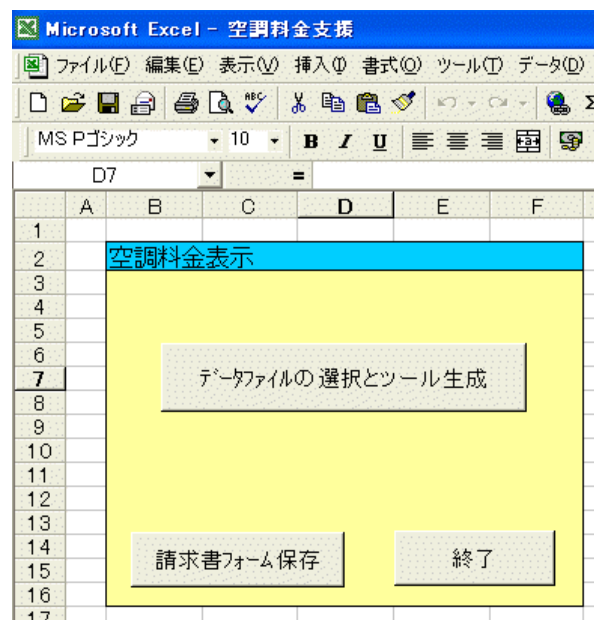 Microsoft Excel - 空調料金支援
ファイル(F) 編集(E) 表示(V) 挿入(I) 書式(O) ツール(T) データ(D)
MS Pゴシック 10 B I U
D7 =
A B C D E F
1
2 空調料金表示
3
4
5
6
7 ﾃﾞｰﾀﾌｧｲﾙの選択とツール生成
8
9
10
11
12
13
14
15 請求書ﾌｫｰﾑ保存 終了
16
17